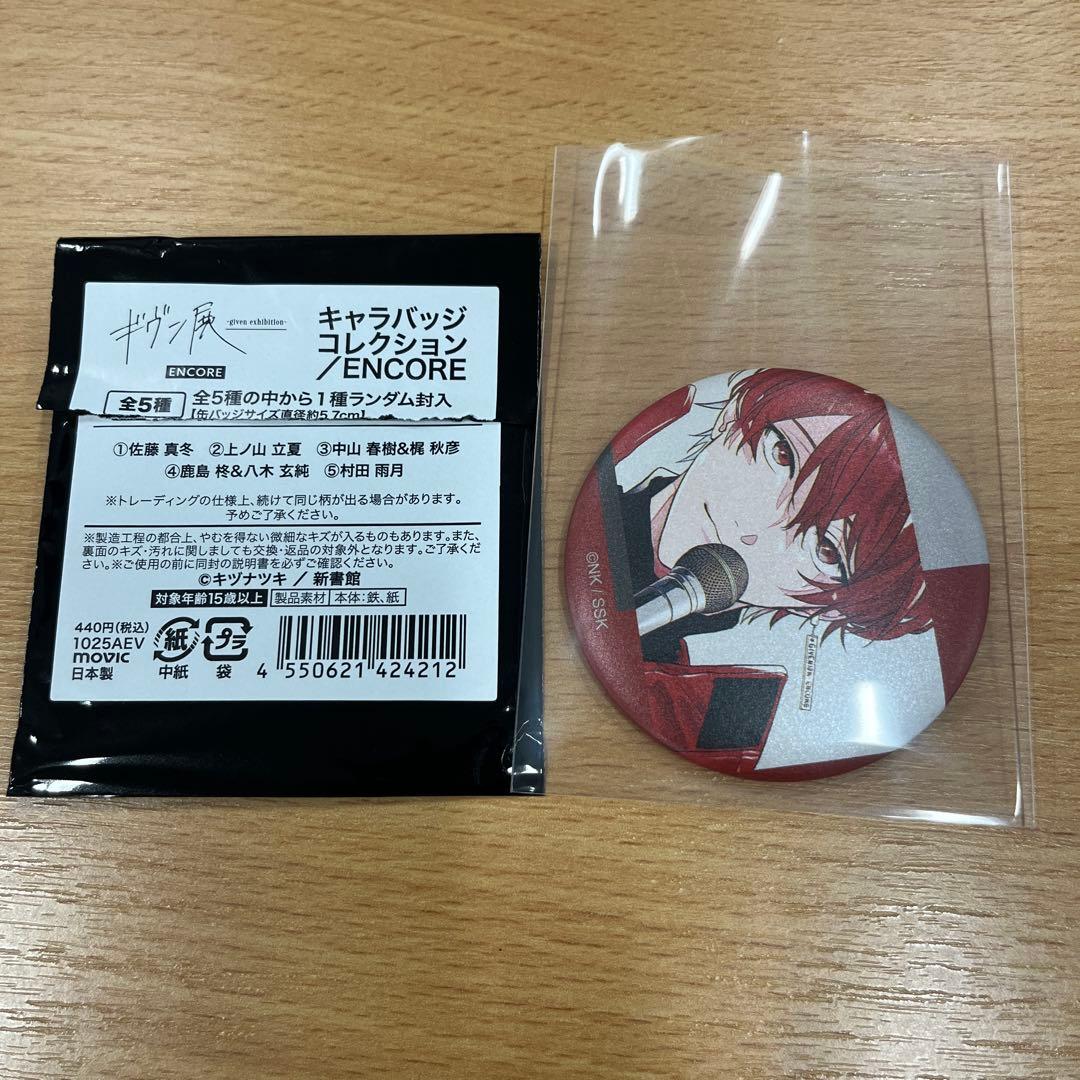 ギヴン展
-given exhibition-
ENCORE
キャラバッジ
コレクション
/ENCORE
全5種
全5種の中から1種ランダム封入
【缶バッジサイズ直径約5.7cm】
①佐藤 真冬 ②上ノ山 立夏 ③中山 春樹&梶 秋彦
④鹿島 柊&八木 玄純 ⑤村田 雨月
※トレーディングの仕様上、続けて同じ柄が出る場合があります。
予めご了承ください。
※製造工程の都合上、やむを得ない微細なキズが入るものもあります。また、
裏面のキズ・汚れに関しましても交換・返品の対象外となります。ご了承くだ
さい。※ご使用の前に同封の説明書を必ずご確認ください。
©キヅナツキ / 新書館
対象年齢15歳以上 製品素材 本体:鉄、紙
440円(税込)
1025AEV
movic
日本製
紙
中紙
プラ
袋
4 550621 424212
©NK / SSK